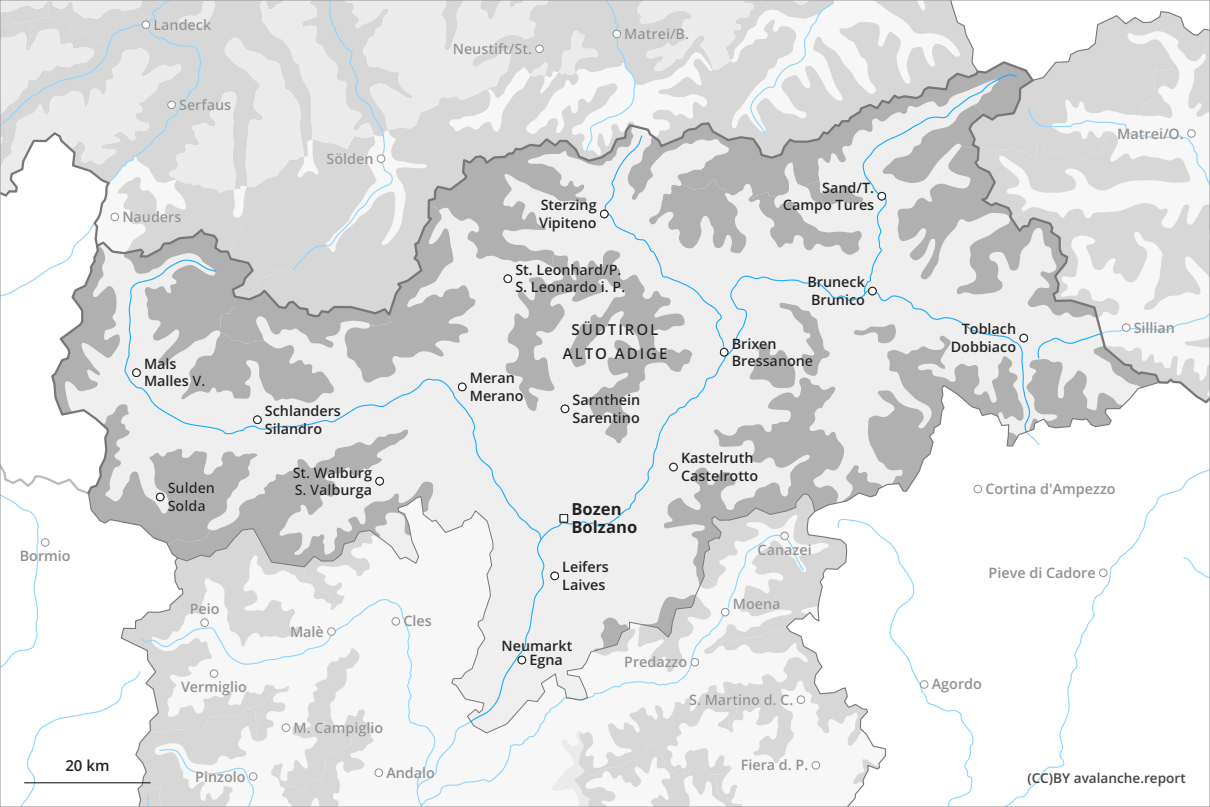 Landeck
Matrei/B.
Neustift/St.
Serfaus
Matrei/O.
Sölden
Sand/T.
Campo Tures
Sterzing
Vipiteno
Nauders
St. Leonhard/P.
S. Leonardo i. P.
Bruneck
Brunico
SÜDTIROL
ALTO ADIGE
Toblach
Dobbiaco
Sillian
Brixen
Bressanone
Mals
Malles V.
Meran
Merano
Sarnthein
Sarentino
Schlanders
Silandro
Kastelruth
Castelrotto
St. Walburg
S. Valburga
Sulden
Solda
Cortina d'Ampezzo
Bozen
Bolzano
Bormio
Canazei
Leifers
Laives
Pieve di Cadore
Peio
Moena
Cles
Malè
Neumarkt
Egna
Predazzo
Vermiglio
Agordo
S. Martino d. C.
M. Campiglio
Fiera d. P.
20 km
Pinzolo
Andalo
(CC)BY avalanche.report